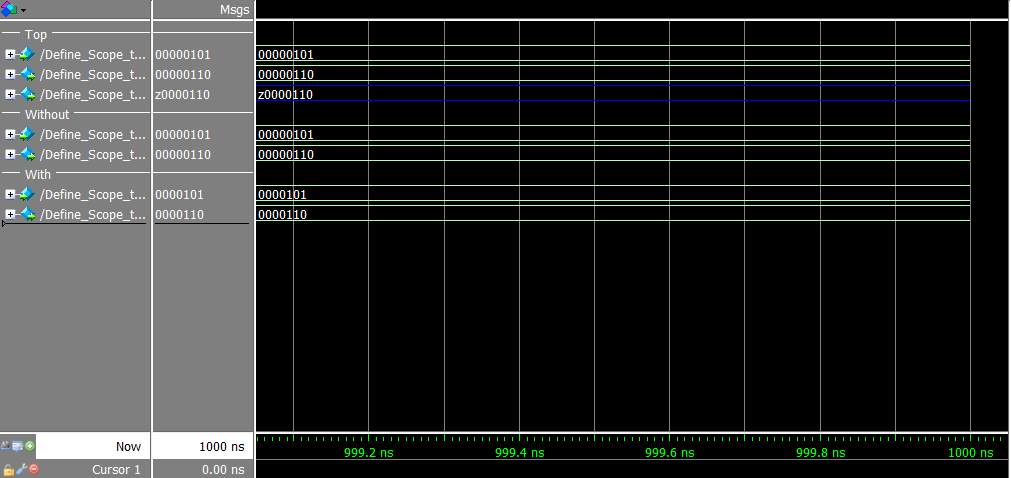 Msgs
Top
/Define_Scope_t... 00000101 00000101
/Define_Scope_t... 00000110 00000110
/Define_Scope_t... z0000110 z0000110
Without
/Define_Scope_t... 00000101 00000101
/Define_Scope_t... 00000110 00000110
With
/Define_Scope_t... 0000101 0000101
/Define_Scope_t... 0000110 0000110
Now 1000 ns 999.2 ns 999.4 ns 999.6 ns 999.8 ns 1000 ns
Cursor 1 0.00 ns